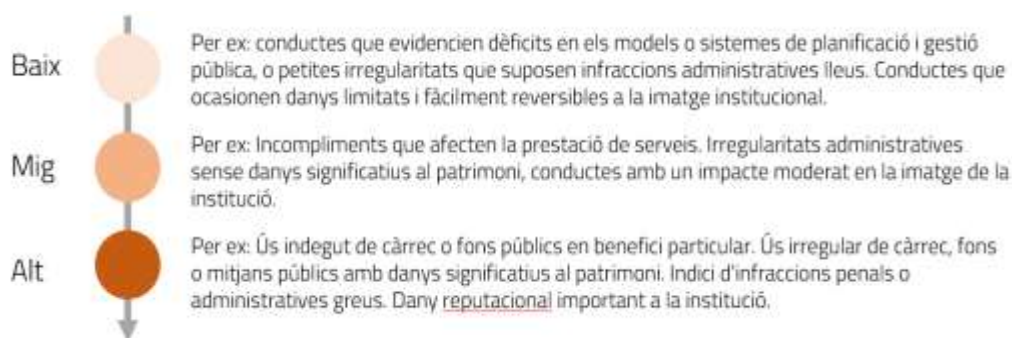 Baix
Per ex: conductes que evidencien dèficits en els models o sistemes de planificació i gestió
pública, o petites irregularitats que suposen infraccions administratives lleus. Conductes que
ocasionen danys limitats i fàcilment reversibles a la imatge institucional.
Mig
Per ex: Incompliments que afecten la prestació de serveis. Irregularitats administratives
sense danys significatius al patrimoni, conductes amb un impacte moderat en la imatge de la
institució.
Alt
Per ex: Ús indegut de càrrec o fons públics en benefici particular. Ús irregular de càrrec, fons
o mitjans públics amb danys significatius al patrimoni. Indici d'infraccions penals o
administratives greus. Dany reputacional important a la institució.